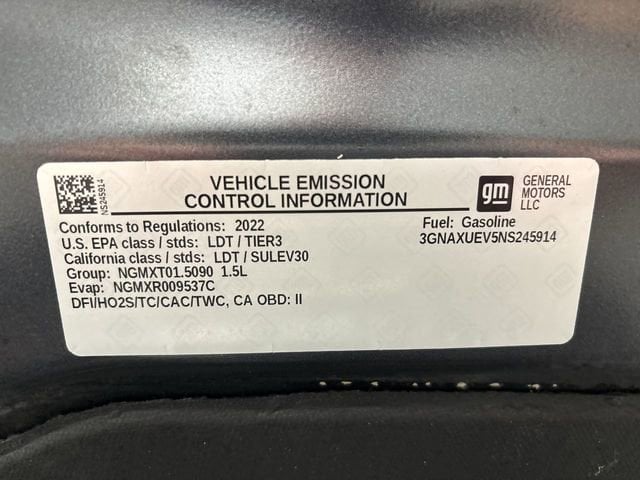 NS245914
VEHICLE EMISSION
CONTROL INFORMATION
gm
GENERAL
MOTORS
LLC
Conforms to Regulations: 2022
U.S. EPA class / stds: LDT / TIER3
California class / stds: LDT / SULEV30
Group: NGMXT01.5090 1.5L
Evap: NGMXR009537C
DFI/HO2S/TC/CAC/TWC, CA OBD: II
Fuel: Gasoline
3GNAXUEV5NS245914